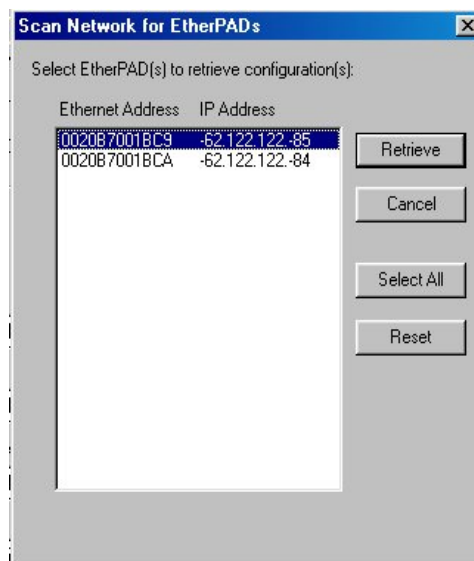 Scan Network for EtherPADs
Select EtherPAD(s) to retrieve configuration(s):
Ethernet Address IP Address
0020B7001BC9 -62.122.122.-85
0020B7001BCA -62.122.122.-84
Retrieve
Cancel
Select All
Reset